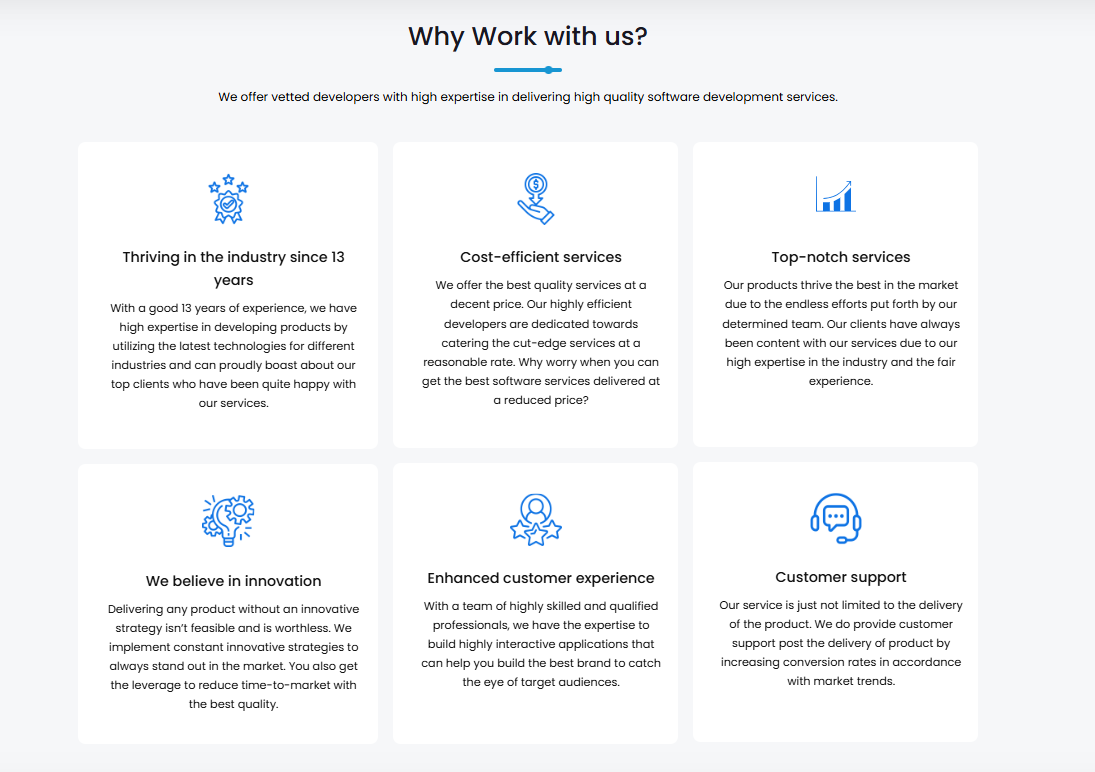 Why Work with us?
We offer vetted developers with high expertise in delivering high quality software development services.
Thriving in the industry since 13
years
With a good 13 years of experience, we have
high expertise in developing products by
utilizing the latest technologies for different
industries and can proudly boast about our
top clients who have been quite happy with
our services.
Cost-efficient services
We offer the best quality services at a
decent price. Our highly efficient
developers are dedicated towards
catering the cut-edge services at a
reasonable rate. Why worry when you can
get the best software services delivered at
a reduced price?
Top-notch services
Our products thrive the best in the market
due to the endless efforts put forth by our
determined team. Our clients have always
been content with our services due to our
high expertise in the industry and the fair
experience.
We believe in innovation
Delivering any product without an innovative
strategy isn’t feasible and is worthless. We
implement constant innovative strategies to
always stand out in the market. You also get
the leverage to reduce time-to-market with
the best quality.
Enhanced customer experience
With a team of highly skilled and qualified
professionals, we have the expertise to
build highly interactive applications that
can help you build the best brand to catch
the eye of target audiences.
Customer support
Our service is just not limited to the delivery
of the product. We do provide customer
support post the delivery of product by
increasing conversion rates in accordance
with market trends.